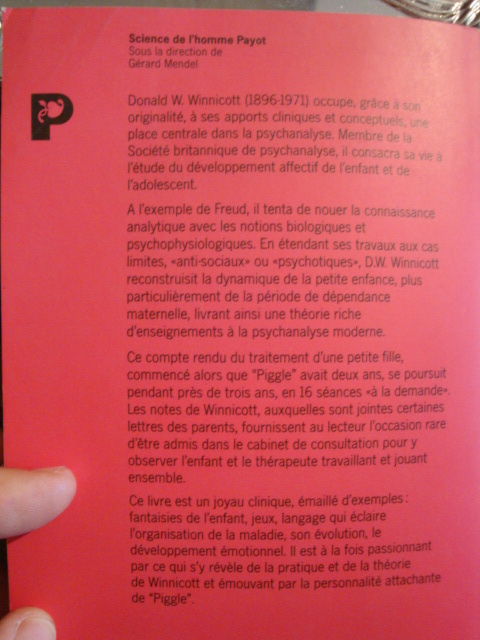 Science de l'homme Payot
Sous la direction de
Gérard Mendel
P
Donald W. Winnicott (1896-1971) occupe, grâce à son
originalité, à ses apports cliniques et conceptuels, une
place centrale dans la psychanalyse. Membre de la
Société britannique de psychanalyse, il consacra sa vie à
l'étude du développement affectif de l'enfant et de
l'adolescent.
A l'exemple de Freud, il tenta de nouer la connaissance
analytique avec les notions biologiques et
psychophysiologiques. En étendant ses travaux aux cas
limites, «anti-sociaux» ou «psychotiques», D.W. Winnicott
reconstruisit la dynamique de la petite enfance, plus
particulièrement de la période de dépendance
maternelle, livrant ainsi une théorie riche
d'enseignements à la psychanalyse moderne.
Ce compte rendu du traitement d'une petite fille,
commencé alors que "Piggle" avait deux ans, se poursuit
pendant près de trois ans, en 16 séances «à la demande».
Les notes de Winnicott, auxquelles sont jointes certaines
lettres des parents, fournissent au lecteur l'occasion rare
d'être admis dans le cabinet de consultation pour y
observer l'enfant et le thérapeute travaillant et jouant
ensemble.
Ce livre est un joyau clinique, émaillé d'exemples :
fantaisies de l'enfant, jeux, langage qui éclaire
l'organisation de la maladie, son évolution, le
développement émotionnel. Il est à la fois passionnant
par ce qui s'y révèle de la pratique et de la théorie
de Winnicott et émouvant par la personnalité attachante
de "Piggle".